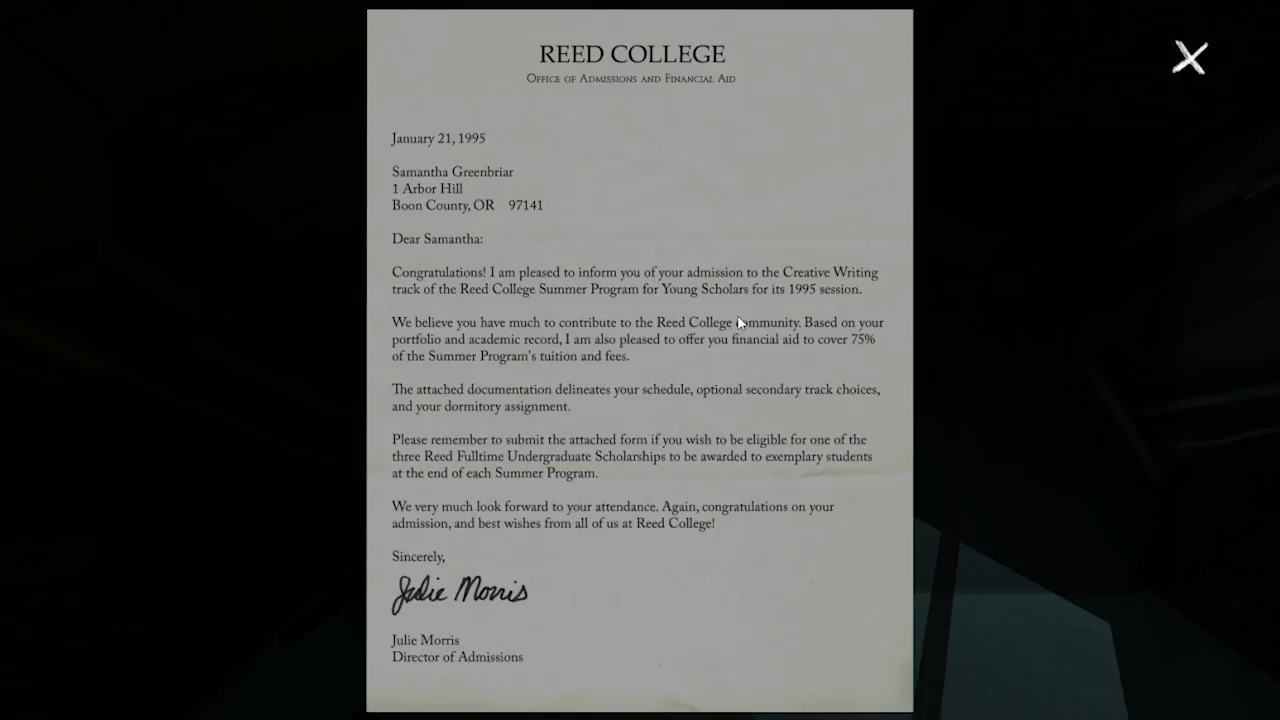 REED COLLEGE
Office of Admissions and Financial Aid
January 21, 1995
Samantha Greenbriar
1 Arbor Hill
Boon County, OR 97141
Dear Samantha:
Congratulations! I am pleased to inform you of your admission to the Creative Writing
track of the Reed College Summer Program for Young Scholars for its 1995 session.
We believe you have much to contribute to the Reed College community. Based on your
portfolio and academic record, I am also pleased to offer you financial aid to cover 75%
of the Summer Program's tuition and fees.
The attached documentation delineates your schedule, optional secondary track choices,
and your dormitory assignment.
Please remember to submit the attached form if you wish to be eligible for one of the
three Reed Fulltime Undergraduate Scholarships to be awarded to exemplary students
at the end of each Summer Program.
We very much look forward to your attendance. Again, congratulations on your
admission, and best wishes from all of us at Reed College!
Sincerely,
Julie Morris
Julie Morris
Director of Admissions